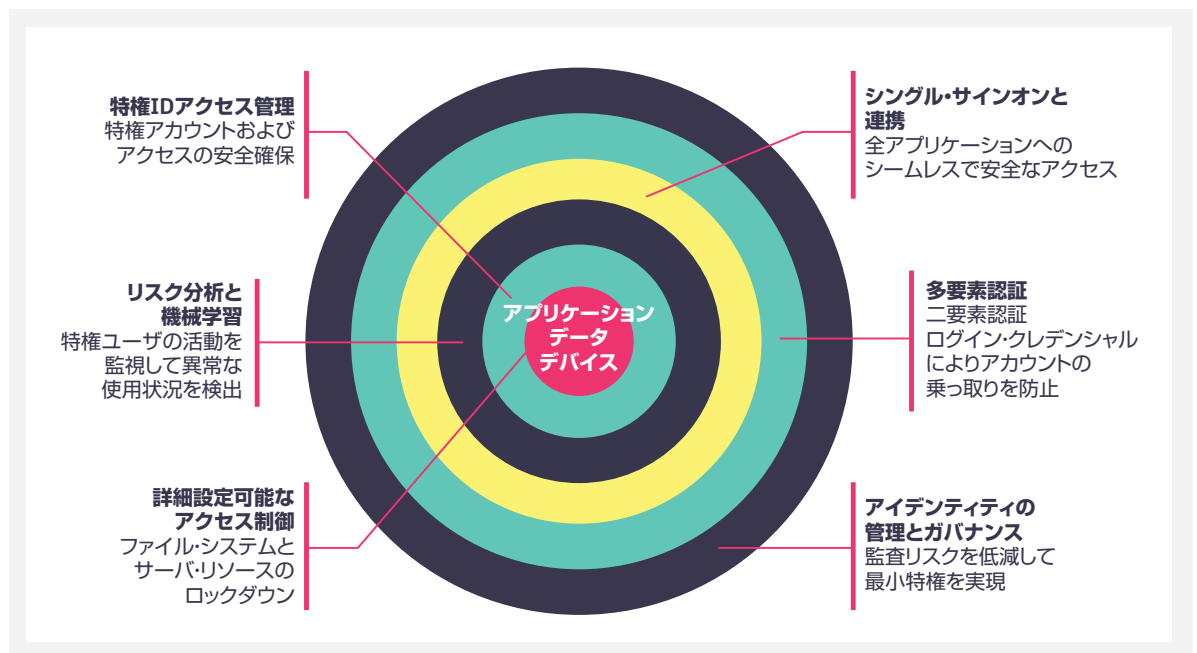 特権IDアクセス管理
特権アカウントおよび
アクセスの安全確保
リスク分析と
機械学習
特権ユーザの活動を
監視して異常な
使用状況を検出
詳細設定可能な
アクセス制御
ファイル・システムと
サーバ・リソースの
ロックダウン
アプリケーション
データ
デバイス
シングル・サインオンと
連携
全アプリケーションへの
シームレスで安全なアクセス
多要素認証
二要素認証
ログイン・クレデンシャル
によりアカウントの
乗っ取りを防止
アイデンティティの
管理とガバナンス
監査リスクを低減して
最小特権を実現